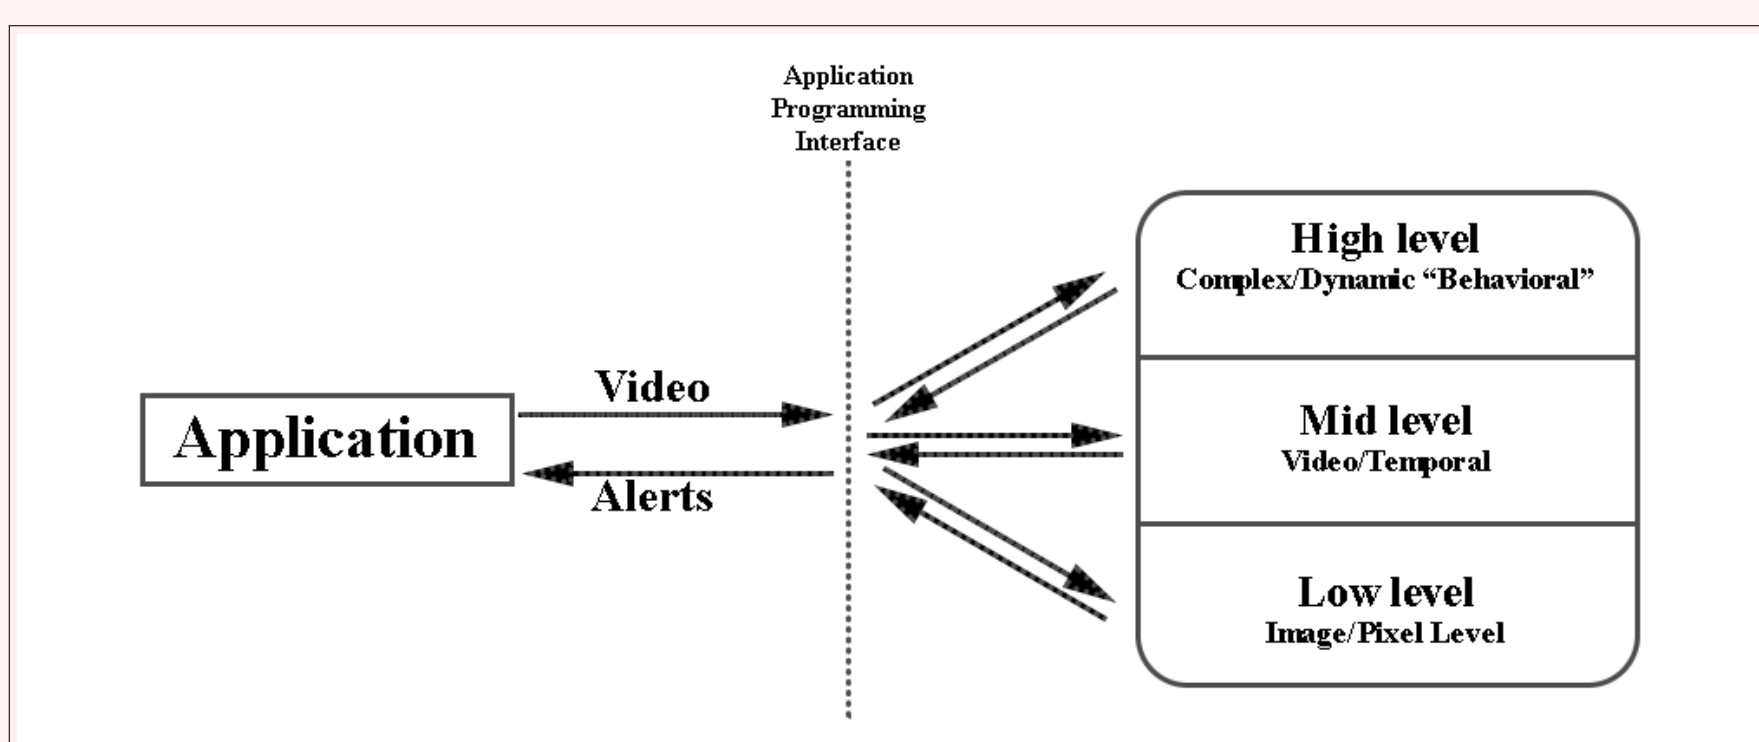 Application
Programming
Interface
High level
Complex/Dynamic “Behavioral”
Video
Application
Alerts
Mid level
Video/Temporal
Low level
Image/Pixel Level